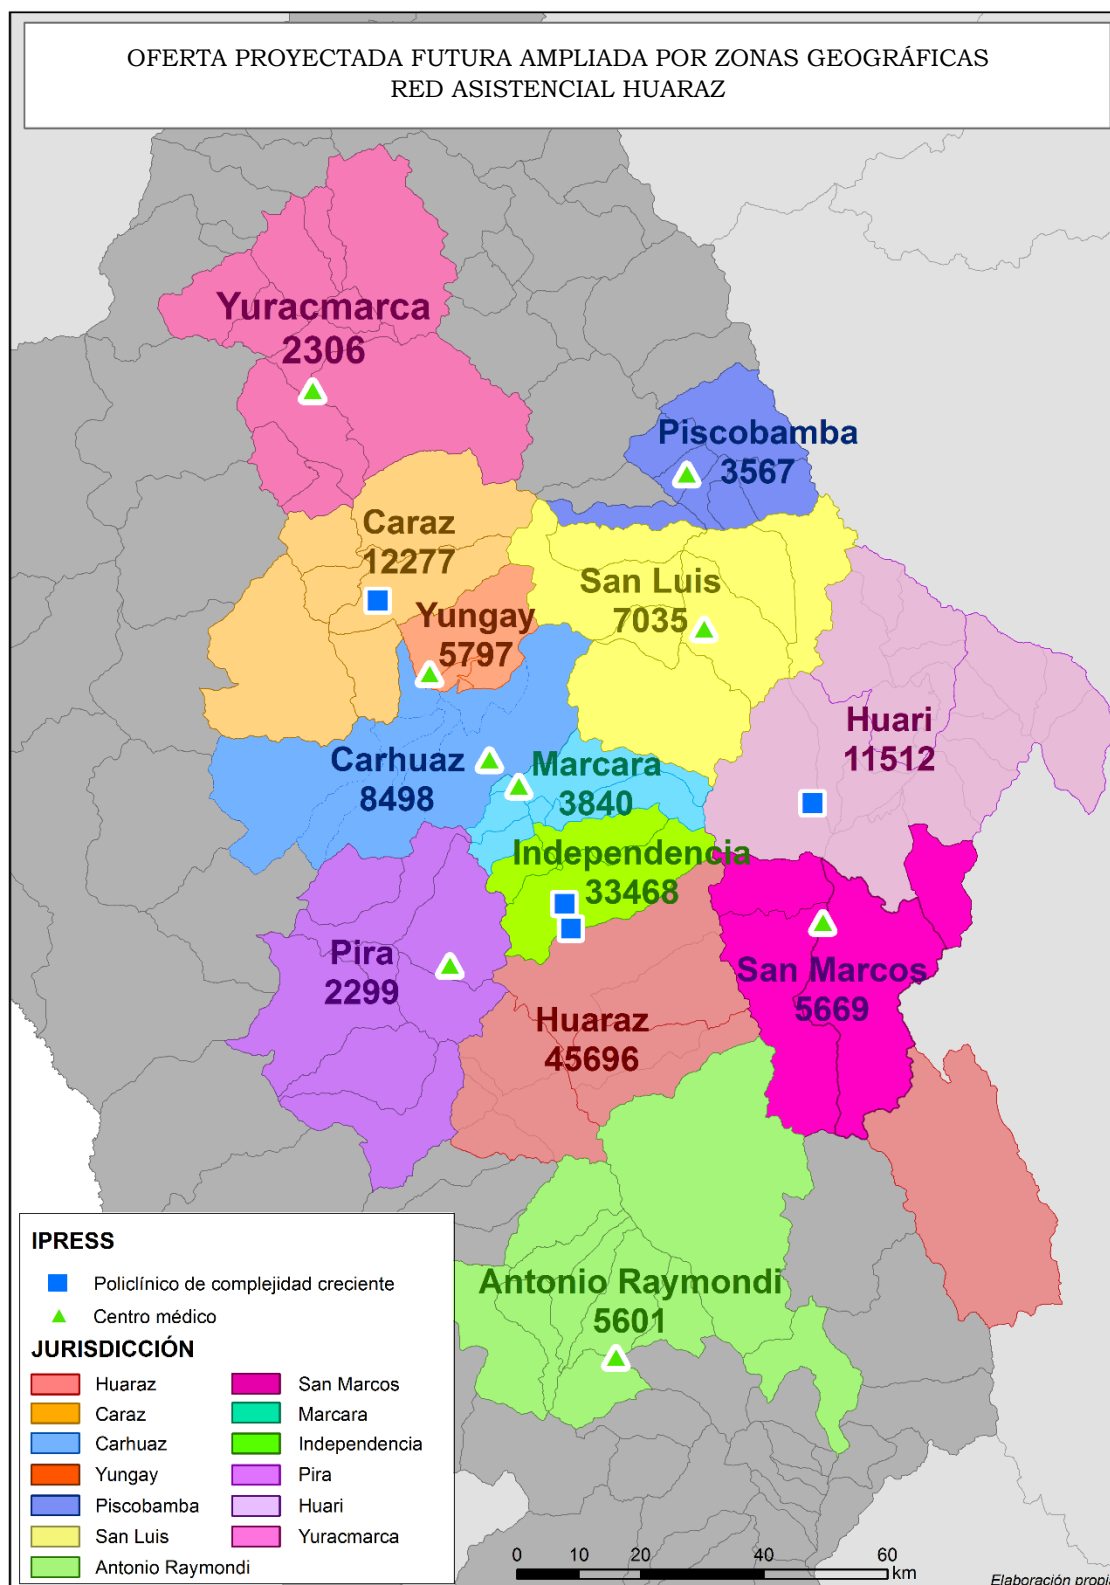 OFERTA PROYECTADA FUTURA AMPLIADA POR ZONAS GEOGRÁFICAS
RED ASISTENCIAL HUARAZ
Yuracmarca
2306
Piscobamba
3567
Caraz
12277
San Luis
7035
Yungay
5797
Huari
11512
Carhuaz
8498
Marcara
3840
Independencia
33468
Pira
2299
San Marcos
5669
Huaraz
45696
Antonio Raymondi
5601
IPRESS
Policlínico de complejidad creciente
Centro médico
JURISDICCIÓN
Huaraz
Caraz
Carhuaz
Yungay
Piscobamba
San Luis
Antonio Raymondi
San Marcos
Marcara
Independencia
Pira
Huari
Yuracmarca
0 10 20 40 60
km
Elaboración propi